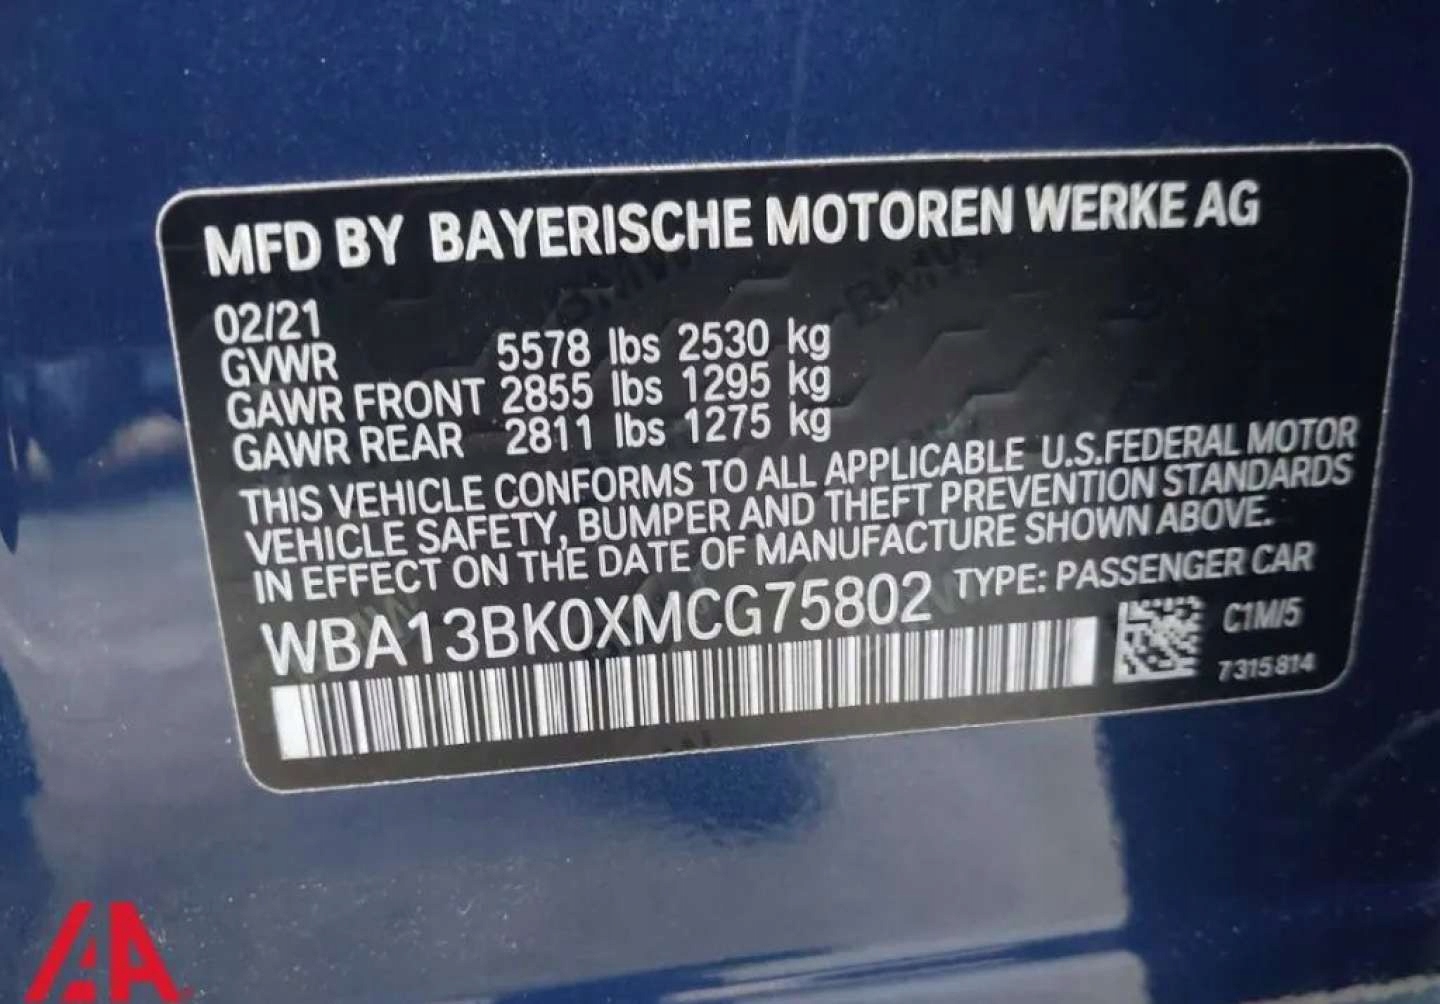 MFD BY BAYERISCHE MOTOREN WERKE AG
02/21
GVWR 5578 lbs 2530 kg
GAWR FRONT 2855 lbs 1295 kg
GAWR REAR 2811 lbs 1275 kg
THIS VEHICLE CONFORMS TO ALL APPLICABLE U.S.FEDERAL MOTOR
VEHICLE SAFETY, BUMPER AND THEFT PREVENTION STANDARDS
IN EFFECT ON THE DATE OF MANUFACTURE SHOWN ABOVE.
WBA13BK0XMCG75802 TYPE: PASSENGER CAR
C1M/5
7315814